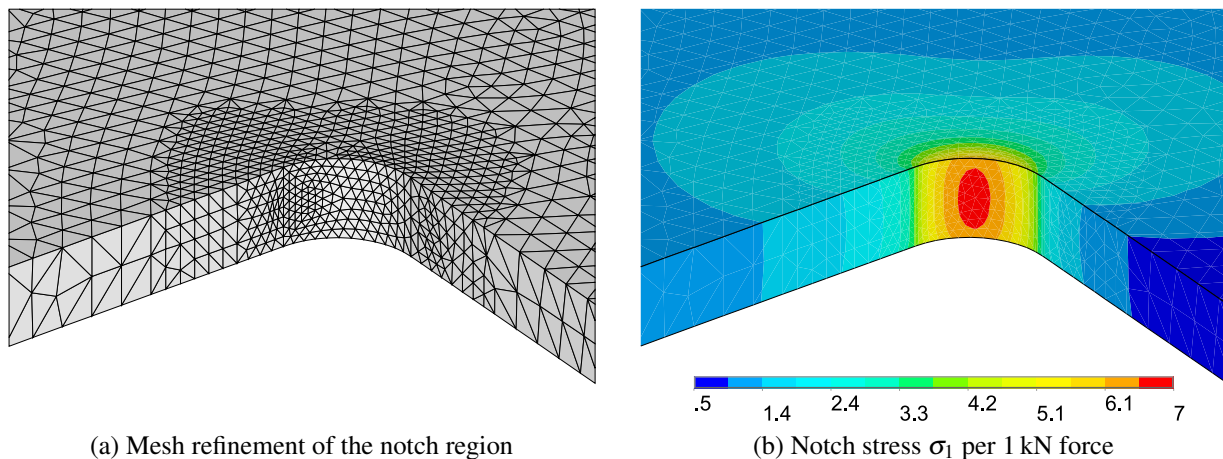 .5 1.4 2.4 3.3 4.2 5.1 6.1 7
(a) Mesh refinement of the notch region
(b) Notch stress σ₁ per 1 kN force